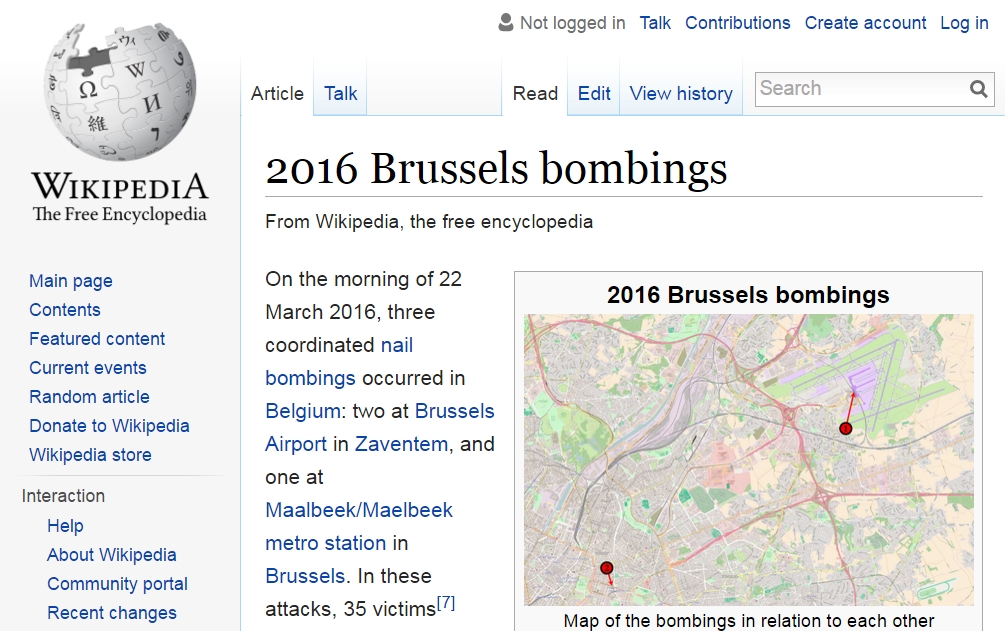 Not logged in Talk Contributions Create account Log in
Article Talk Read Edit View history Search
WIKIPEDIA
The Free Encyclopedia
Main page
Contents
Featured content
Current events
Random article
Donate to Wikipedia
Wikipedia store
Interaction
Help
About Wikipedia
Community portal
Recent changes
2016 Brussels bombings
From Wikipedia, the free encyclopedia
On the morning of 22
March 2016, three
coordinated nail
bombings occurred in
Belgium: two at Brussels
Airport in Zaventem, and
one at
Maalbeek/Maelbeek
metro station in
Brussels. In these
attacks, 35 victims[7]
2016 Brussels bombings
Map of the bombings in relation to each other